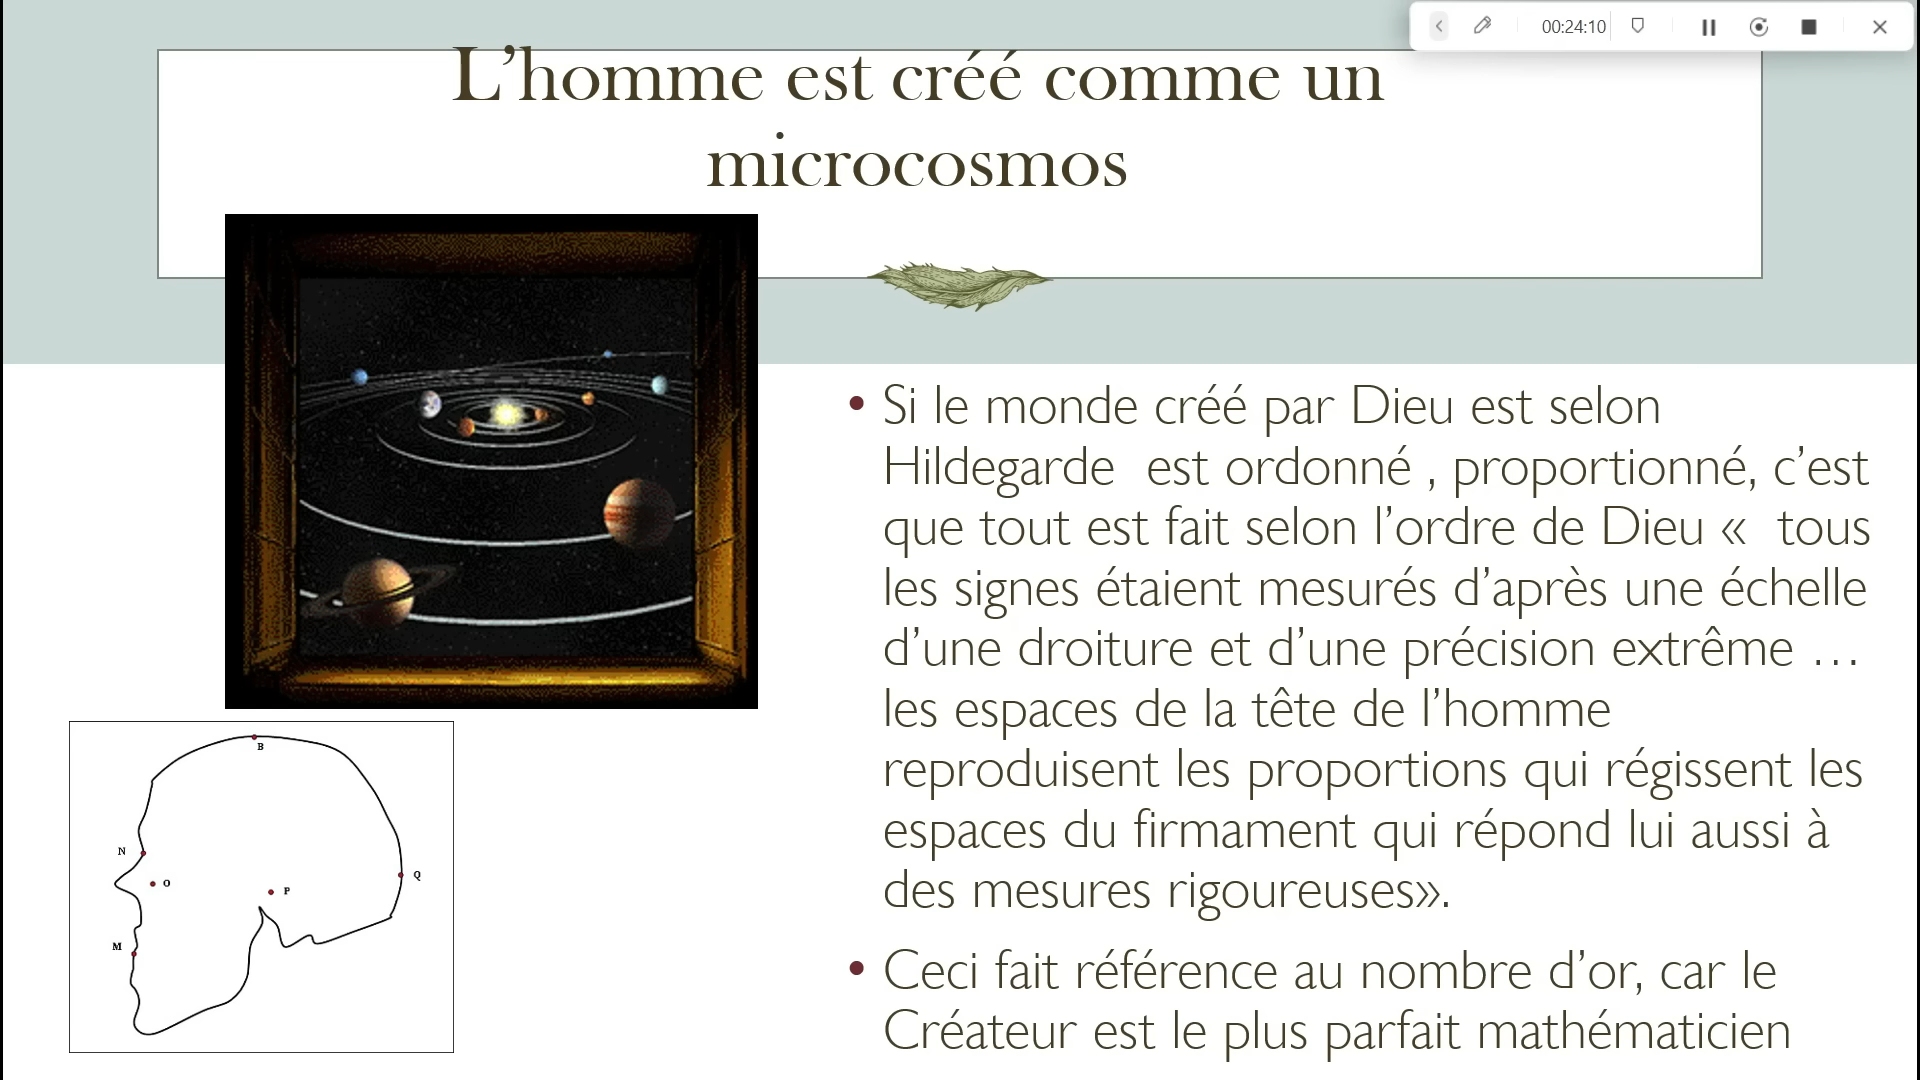 00:24:10
L’homme est créé comme un
microcosmos
• Si le monde créé par Dieu est selon
Hildegarde  est ordonné , proportionné, c’est
que tout est fait selon l’ordre de Dieu «  tous
les signes étaient mesurés d’après une échelle
d’une droiture et d’une précision extrême …
les espaces de la tête de l’homme
reproduisent les proportions qui régissent les
espaces du firmament qui répond lui aussi à
des mesures rigoureuses».
• Ceci fait référence au nombre d’or, car le
Créateur est le plus parfait mathématicien
B
N
O
P
Q
M